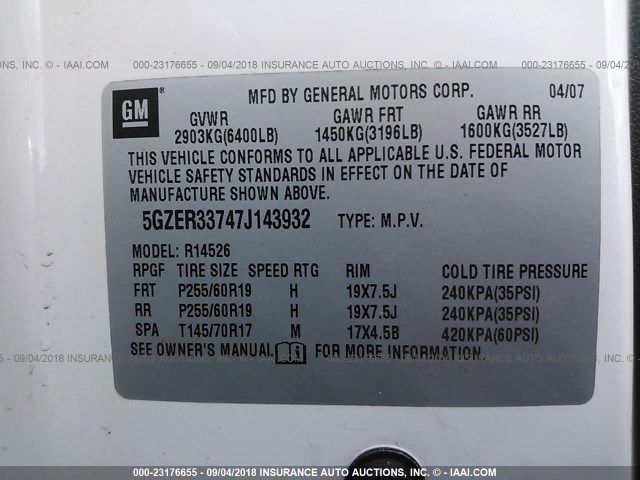 000-23176655 - 09/04/2018 INSURANCE AUTO AUCTIONS, CORP. © - IAAI.COM
MFD BY GENERAL MOTORS CORP. 04/07
GM
GVWR GAWR FRT GAWR RR
2903KG(6400LB) 1450KG(3196LB) 1600KG(3527LB)
THIS VEHICLE CONFORMS TO ALL APPLICABLE U.S. FEDERAL MOTOR
VEHICLE SAFETY STANDARDS IN EFFECT ON THE DATE OF
MANUFACTURE SHOWN ABOVE.
5GZER33747J143932 TYPE: M.P.V.
MODEL: R14526
RPGF TIRE SIZE SPEED RTG RIM COLD TIRE PRESSURE
FRT P255/60R19 H 19X7.5J 240KPA(35PSI)
RR P255/60R19 H 19X7.5J 240KPA(35PSI)
SPA T145/70R17 M 17X4.5B 420KPA(60PSI)
SEE OWNER'S MANUAL FOR MORE INFORMATION.
000-23176655 - 09/04/2018 INSURANCE AUTO AUCTIONS, CORP. © - IAAI.COM